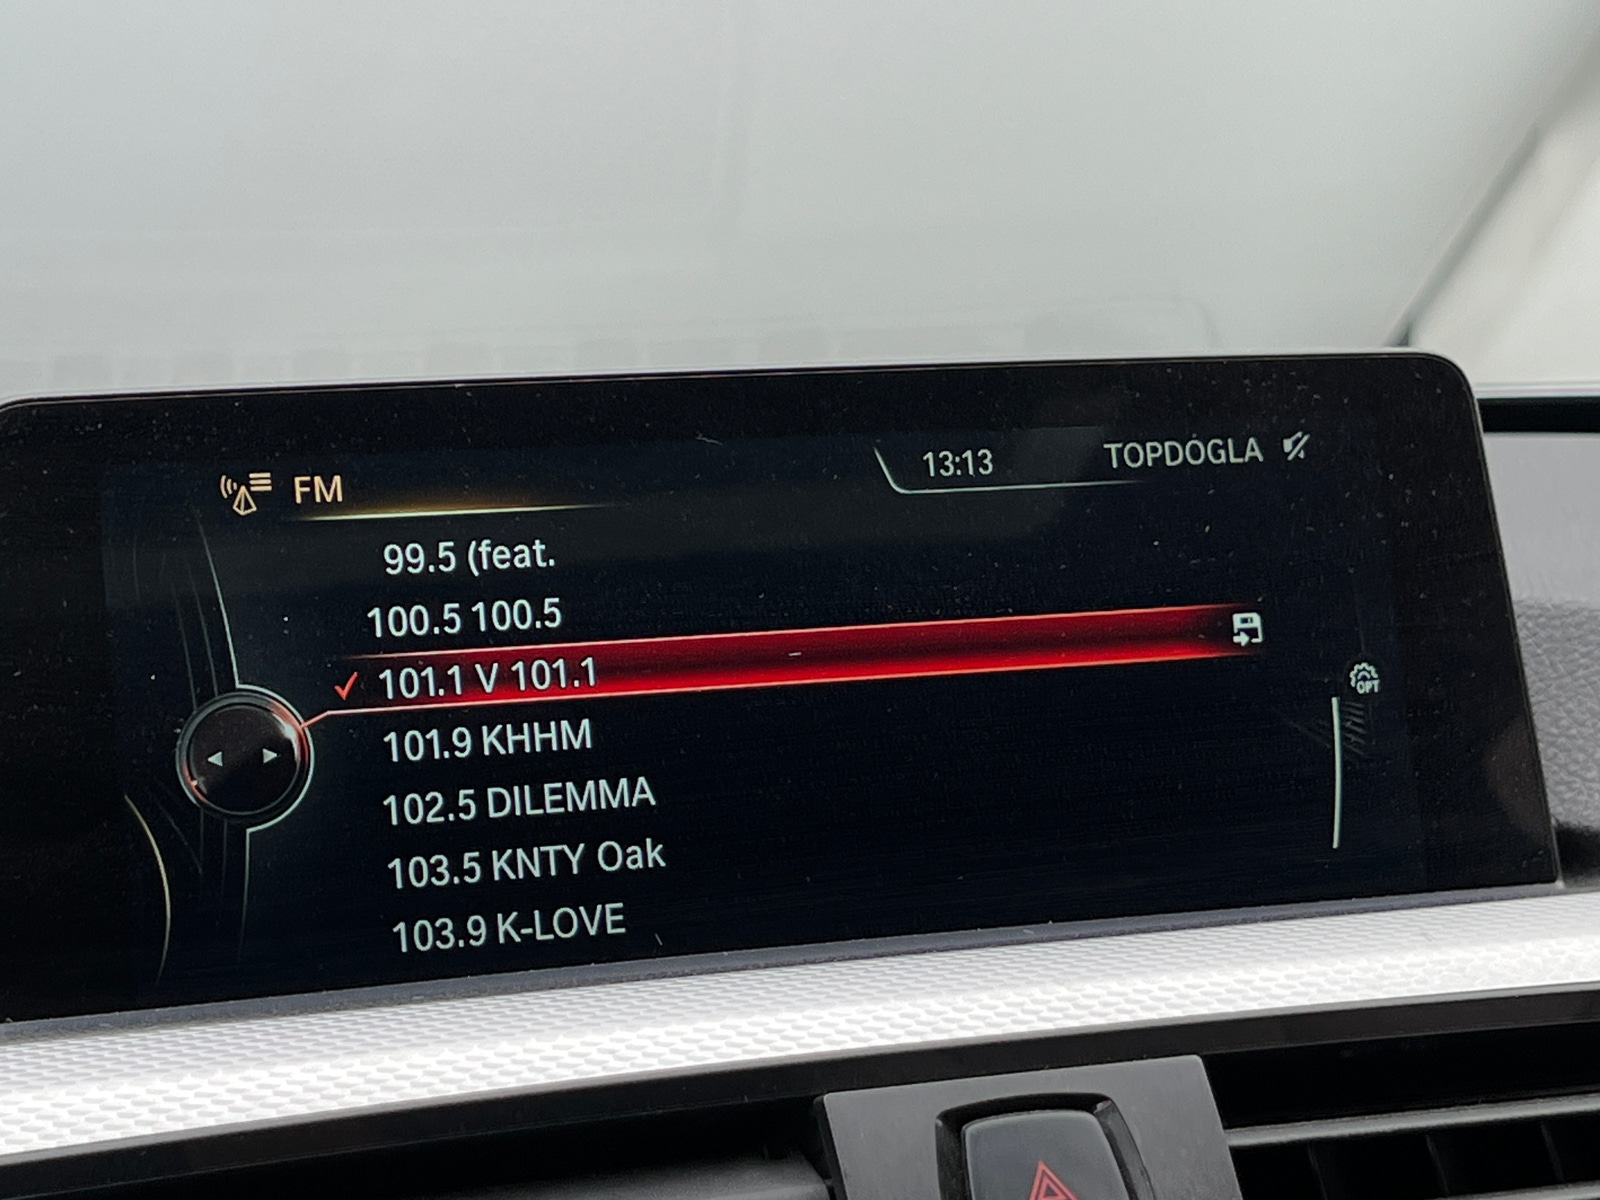 FM
13:13
TOPDOGLA
99.5 (feat.
100.5 100.5
101.1 V 101.1
101.9 KHHM
102.5 DILEMMA
103.5 KNTY Oak
103.9 K-LOVE
OPT